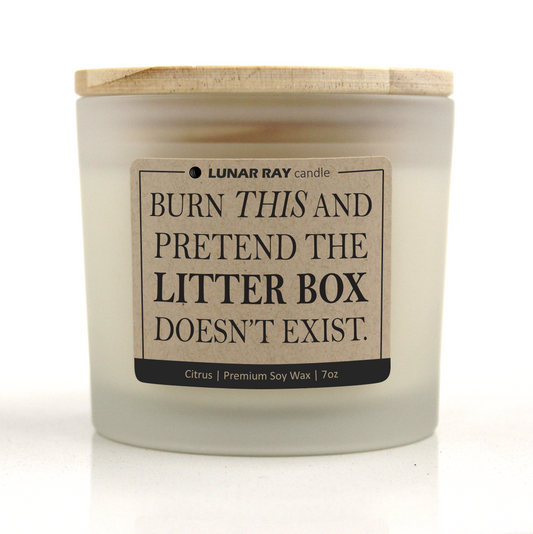 LUNAR RAY candle
BURN THIS AND
PRETEND THE
LITTER BOX
DOESN'T EXIST.
Citrus | Premium Soy Wax | 7oz